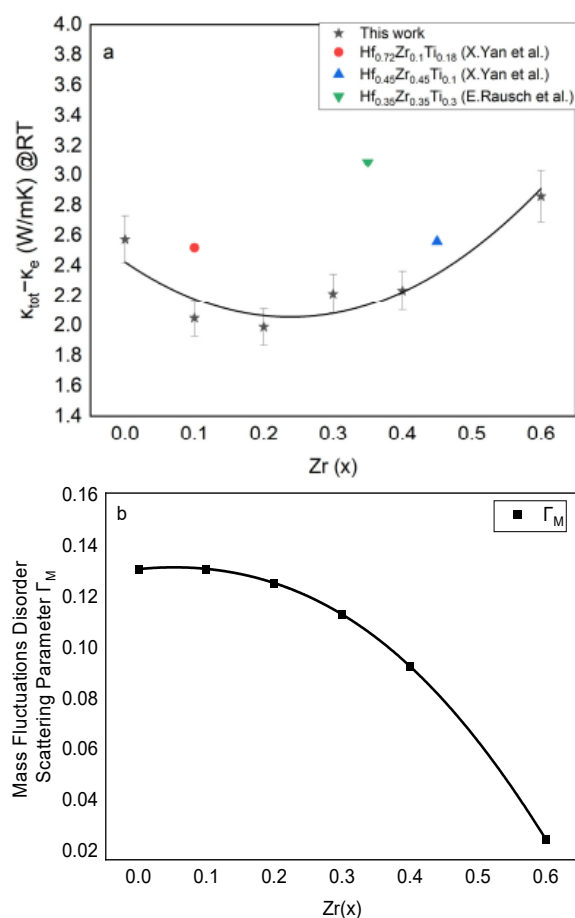 a
★ This work
Hf0.72Zr0.1Ti0.18 (X.Yan et al.)
Hf0.45Zr0.45Ti0.1 (X.Yan et al.)
Hf0.35Zr0.35Ti0.3 (E.Rausch et al.)
κtot−κe (W/mK) @RT
4.0
3.8
3.6
3.4
3.2
3.0
2.8
2.6
2.4
2.2
2.0
1.8
1.6
1.4
0.0 0.1 0.2 0.3 0.4 0.5 0.6
Zr (x)
b
ΓM
Mass Fluctuations Disorder
Scattering Parameter ΓM
0.16
0.14
0.12
0.10
0.08
0.06
0.04
0.02
0.0 0.1 0.2 0.3 0.4 0.5 0.6
Zr(x)